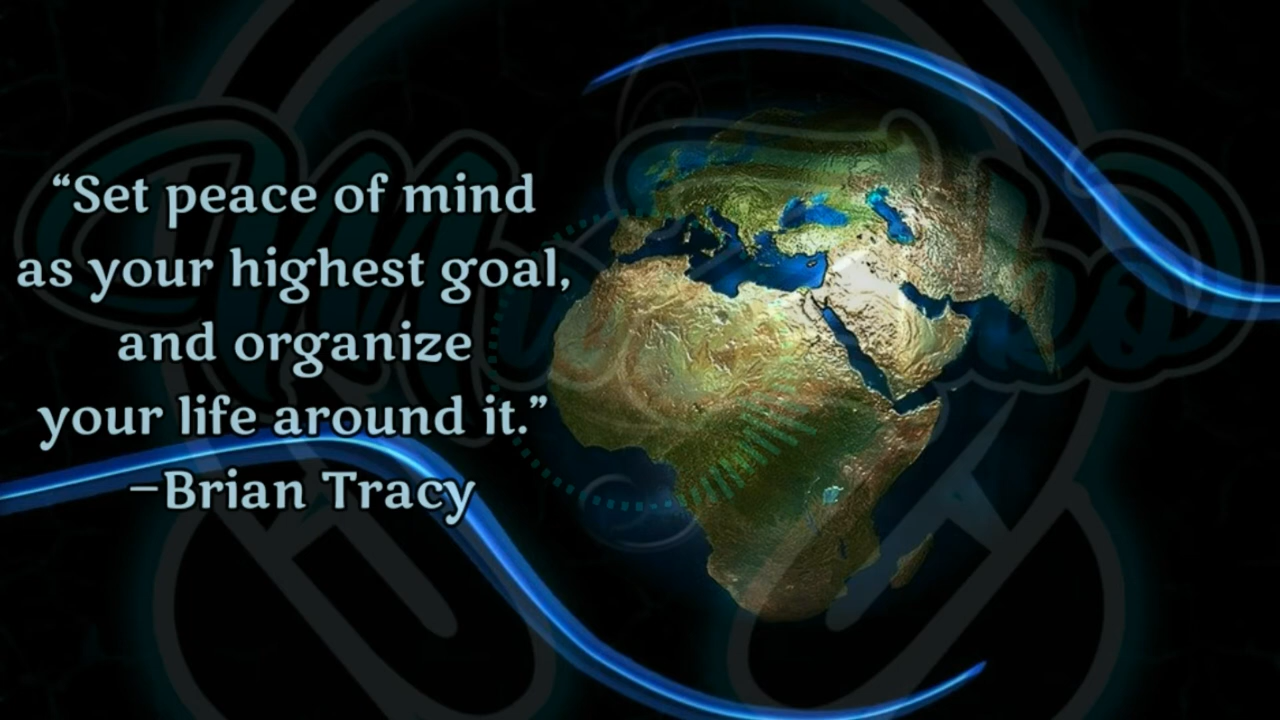 “Set peace of mind
as your highest goal,
and organize
your life around it.”
–Brian Tracy